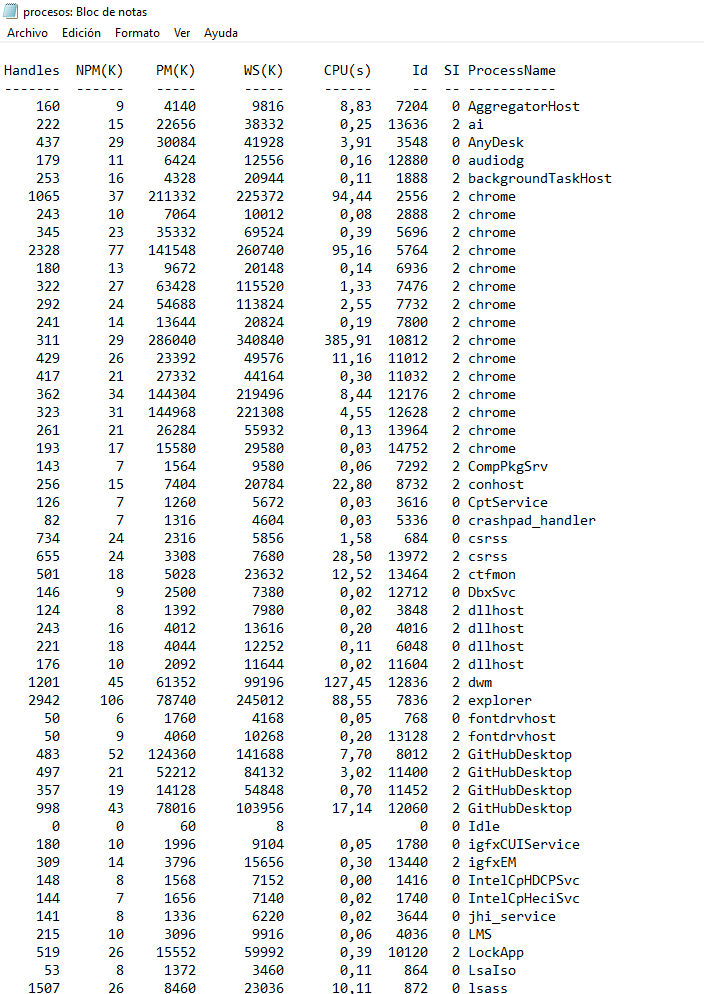 procesos: Bloc de notas
Archivo Edición Formato Ver Ayuda
Handles NPM(K) PM(K) WS(K) CPU(s) Id SI ProcessName
------- ------ ----- ----- ------ -- -- -----------
160 9 4140 9816 8,83 7204 0 AggregatorHost
222 15 22656 38332 0,25 13636 2 ai
437 29 30084 41928 3,91 3548 0 AnyDesk
179 11 6424 12556 0,16 12880 0 audiodg
253 16 4328 20944 0,11 1888 2 backgroundTaskHost
1065 37 211332 225372 94,44 2556 2 chrome
243 10 7064 10012 0,08 2888 2 chrome
345 23 35332 69524 0,39 5696 2 chrome
2328 77 141548 260740 95,16 5764 2 chrome
180 13 9672 20148 0,14 6936 2 chrome
322 27 63428 115520 1,33 7476 2 chrome
292 24 54688 113824 2,55 7732 2 chrome
241 14 13644 20824 0,19 7800 2 chrome
311 29 286040 340840 385,91 10812 2 chrome
429 26 23392 49576 11,16 11012 2 chrome
417 21 27332 44164 0,30 11032 2 chrome
362 34 144304 219496 8,44 12176 2 chrome
323 31 144968 221308 4,55 12628 2 chrome
261 21 26284 55932 0,13 13964 2 chrome
193 17 15580 29580 0,03 14752 2 chrome
143 7 1564 9580 0,06 7292 2 CompPkgSrv
256 15 7404 20784 22,80 8732 2 conhost
126 7 1260 5672 0,03 3616 0 CptService
82 7 1316 4604 0,03 5336 0 crashpad_handler
734 24 2316 5856 1,58 684 0 csrss
655 24 3308 7680 28,50 13972 2 csrss
501 18 5028 23632 12,52 13464 2 ctfmon
146 9 2500 7380 0,02 12712 0 DbxSvc
124 8 1392 7980 0,02 3848 2 dllhost
243 16 4012 13616 0,20 4016 2 dllhost
221 18 4044 12252 0,11 6048 0 dllhost
176 10 2092 11644 0,02 11604 2 dllhost
1201 45 61352 99196 127,45 12836 2 dwm
2942 106 78740 245012 88,55 7836 2 explorer
50 6 1760 4168 0,05 768 0 fontdrvhost
50 9 4060 10268 0,20 13128 2 fontdrvhost
483 52 124360 141688 7,70 8012 2 GitHubDesktop
497 21 52212 84132 3,02 11400 2 GitHubDesktop
357 19 14128 54848 0,70 11452 2 GitHubDesktop
998 43 78016 103956 17,14 12060 2 GitHubDesktop
0 0 60 8 0 0 Idle
180 10 1996 9104 0,05 1780 0 igfxCUIService
309 14 3796 15656 0,30 13440 2 igfxEM
148 8 1568 7152 0,00 1416 0 IntelCpHDCPSvc
144 7 1656 7140 0,02 1740 0 IntelCpHeciSvc
141 8 1336 6220 0,02 3644 0 jhi_service
215 10 3096 9916 0,06 4036 0 LMS
519 26 15552 59992 0,39 10120 2 LockApp
53 8 1372 3460 0,11 864 0 LsaIso
1507 26 8460 23036 10,11 872 0 lsass